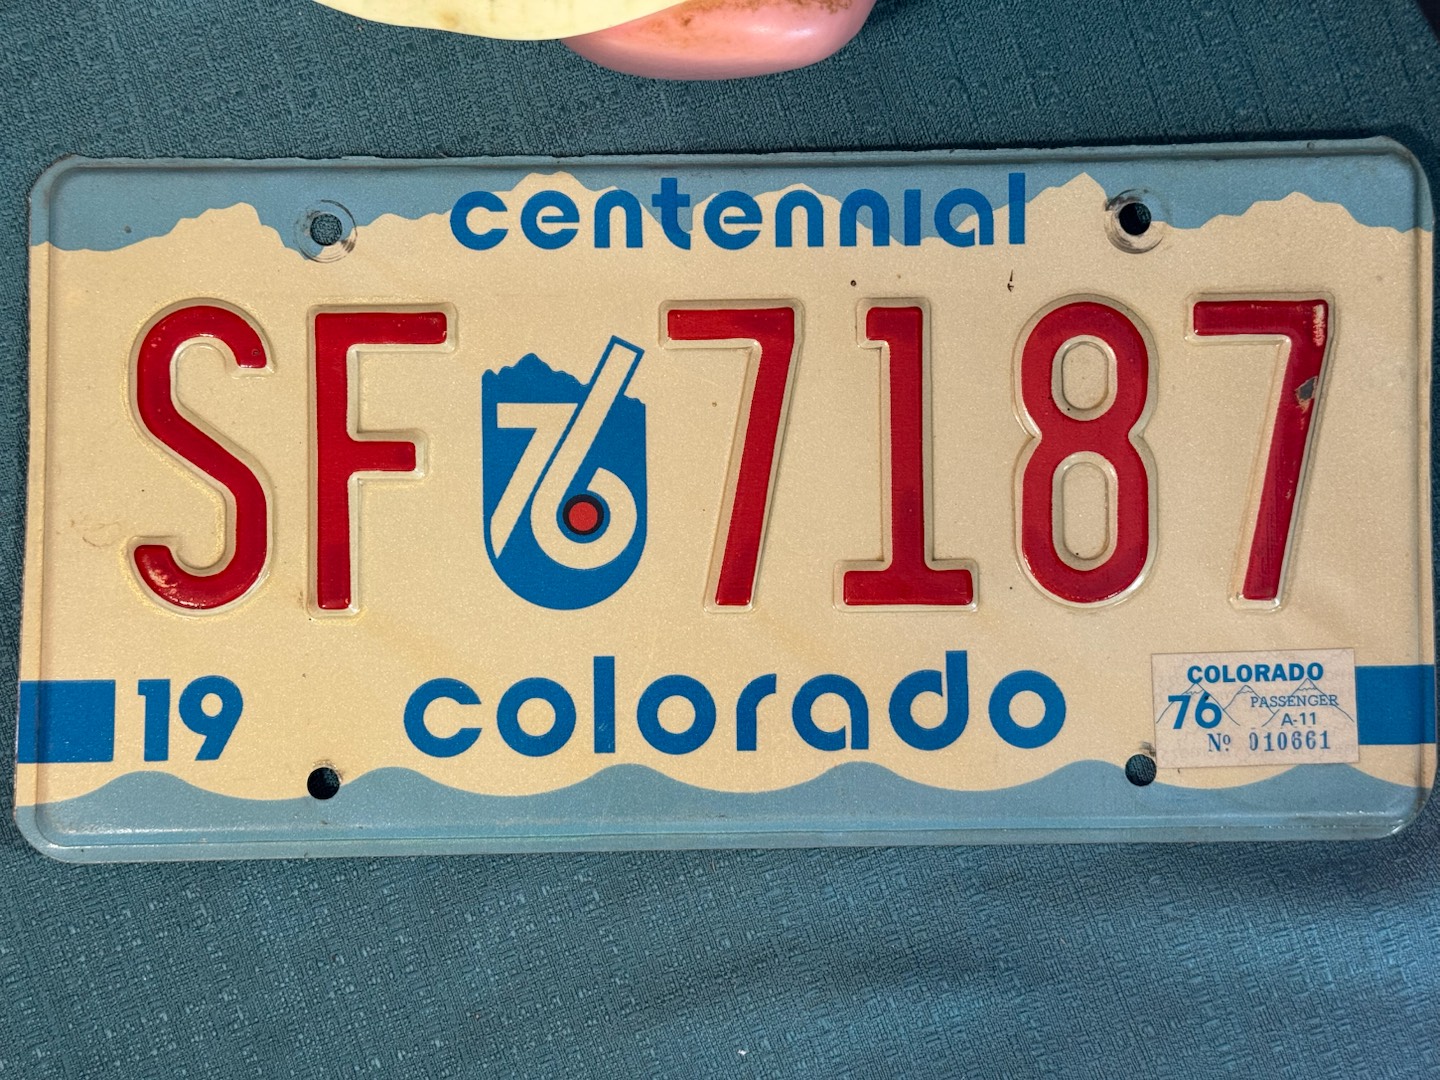 centennial
SF 76 7187
19 colorado
COLORADO
76 PASSENGER
A-11
Nº 010661